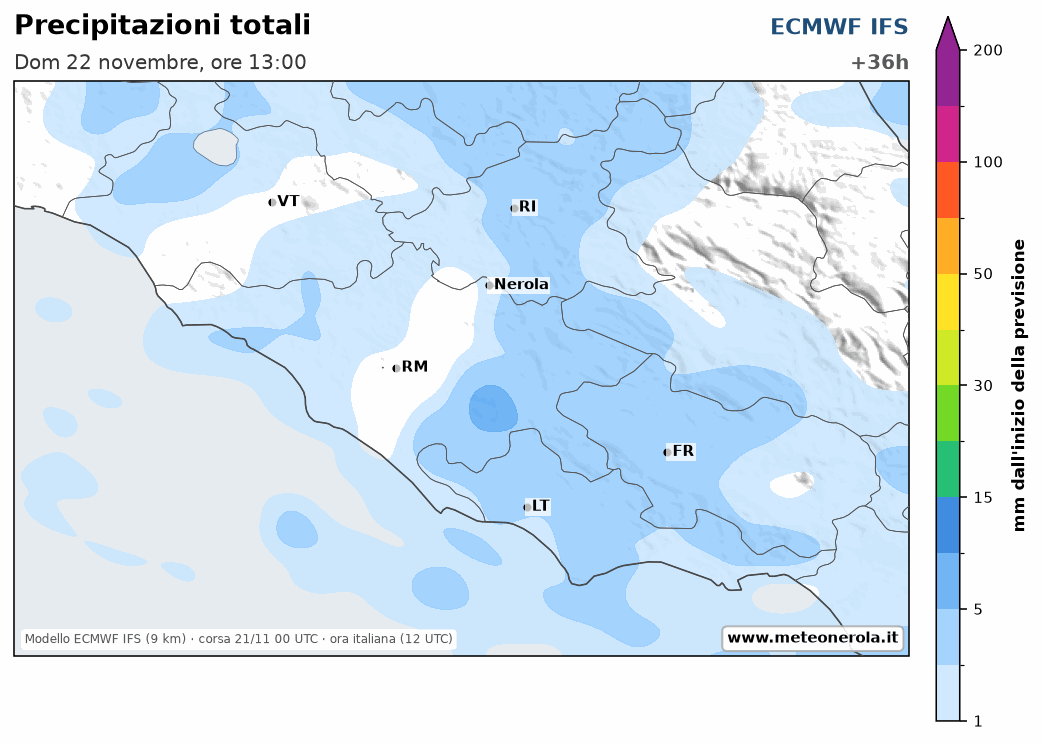 Precipitazioni totali
ECMWF IFS
Dom 22 novembre, ore 13:00
+36h
VT
RI
Nerola
RM
FR
LT
200
100
50
30
15
5
1
mm dall'inizio della previsione
Modello ECMWF IFS (9 km) · corsa 21/11 00 UTC · ora italiana (12 UTC)
www.meteonerola.it